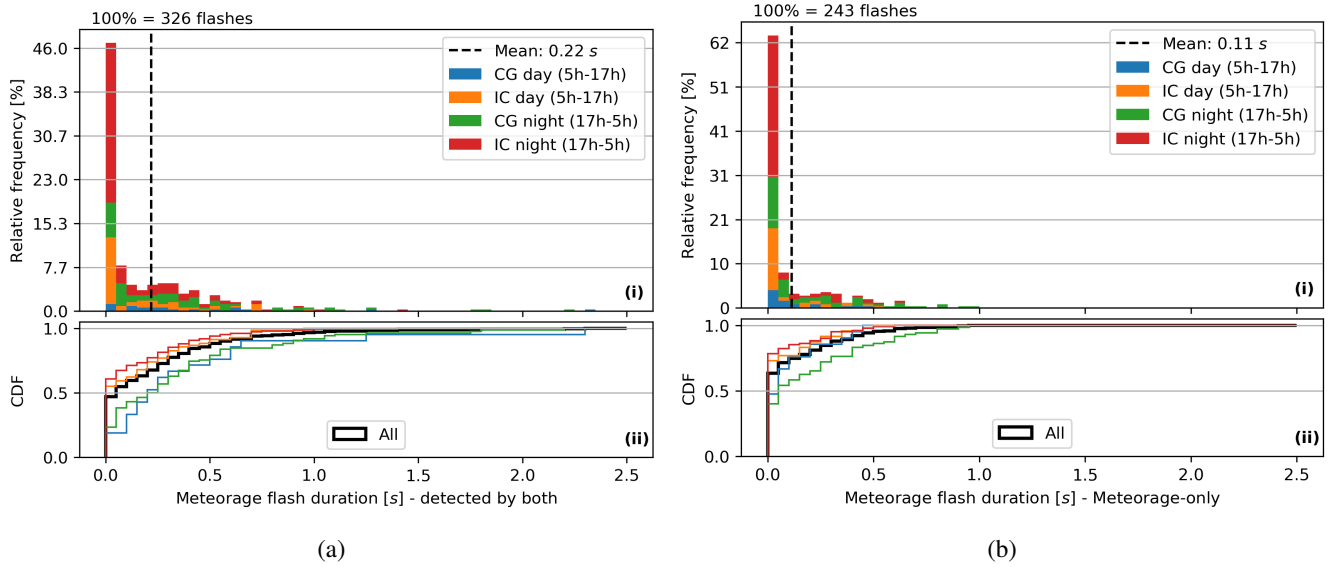 100% = 326 flashes
46.0
38.3
30.7
23.0
15.3
7.7
0.0
Relative frequency [%]
Mean: 0.22 s
CG day (5h-17h)
IC day (5h-17h)
CG night (17h-5h)
IC night (17h-5h)
(i)
1.0
0.5
0.0
CDF
All
(ii)
0.0 0.5 1.0 1.5 2.0 2.5
Meteorage flash duration [s] - detected by both
(a)
100% = 243 flashes
62
51
41
31
21
10
0
Relative frequency [%]
Mean: 0.11 s
CG day (5h-17h)
IC day (5h-17h)
CG night (17h-5h)
IC night (17h-5h)
(i)
1.0
0.5
0.0
CDF
All
(ii)
0.0 0.5 1.0 1.5 2.0 2.5
Meteorage flash duration [s] - Meteorage-only
(b)